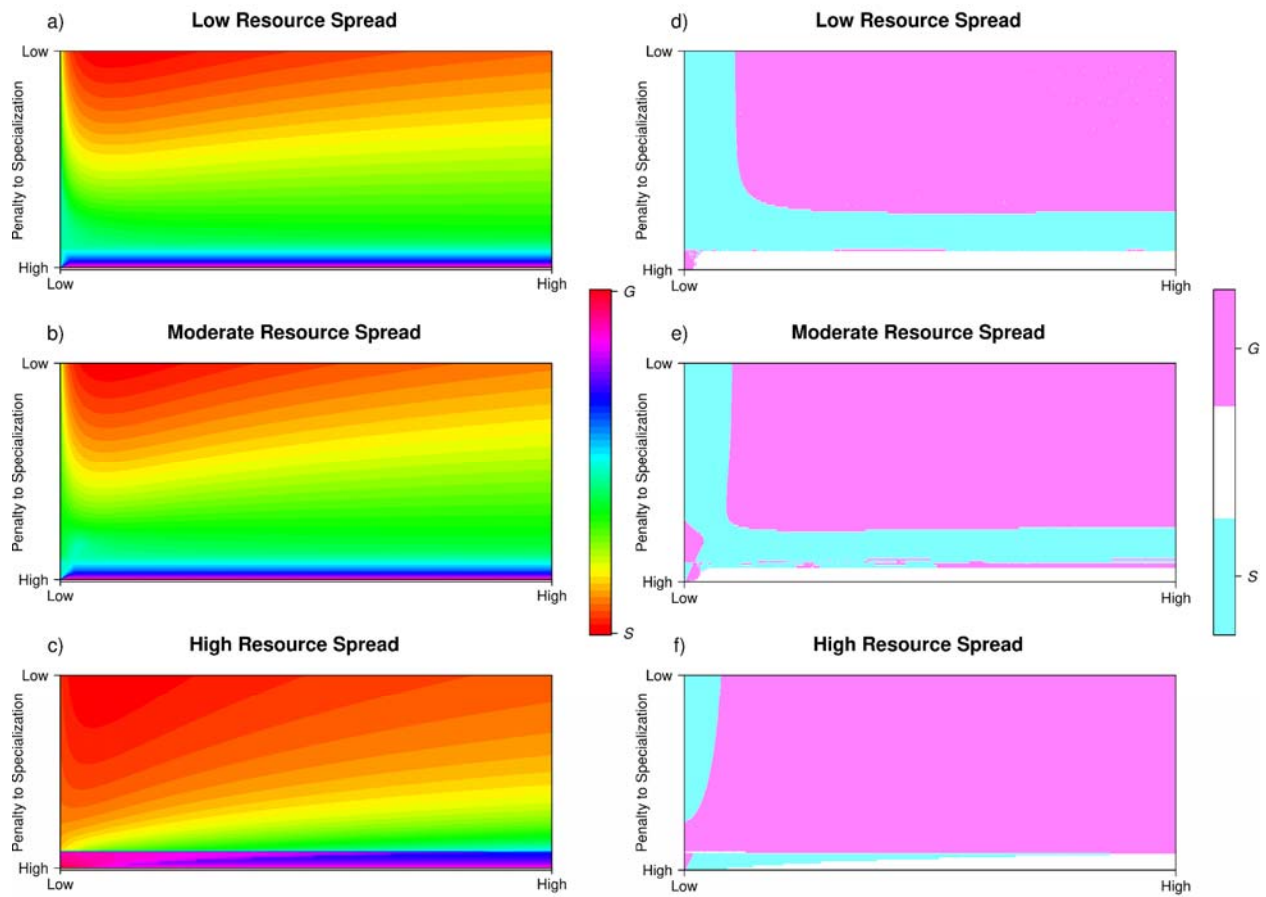 a)
Low Resource Spread
Low
Penalty to Specialization
High
Low
High
d)
Low Resource Spread
Low
Penalty to Specialization
High
Low
High
b)
Moderate Resource Spread
Low
Penalty to Specialization
High
Low
High
G
S
e)
Moderate Resource Spread
Low
Penalty to Specialization
High
Low
High
G
S
c)
High Resource Spread
Low
Penalty to Specialization
High
Low
High
f)
High Resource Spread
Low
Penalty to Specialization
High
Low
High